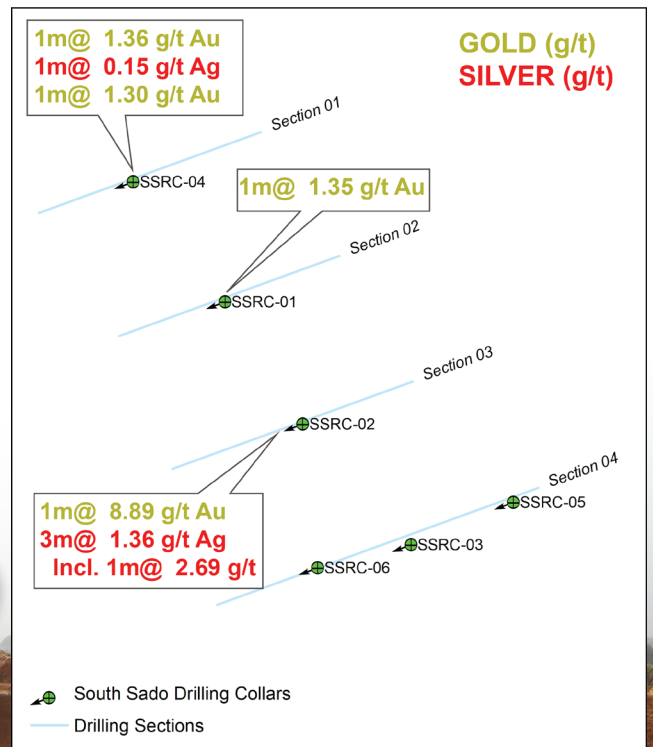 1m@ 1.36 g/t Au
1m@ 0.15 g/t Ag
1m@ 1.30 g/t Au
GOLD (g/t)
SILVER (g/t)
Section 01
SSRC-04
1m@ 1.35 g/t Au
Section 02
SSRC-01
Section 03
SSRC-02
1m@ 8.89 g/t Au
3m@ 1.36 g/t Ag
Incl. 1m@ 2.69 g/t
Section 04
SSRC-05
SSRC-03
SSRC-06
South Sado Drilling Collars
Drilling Sections